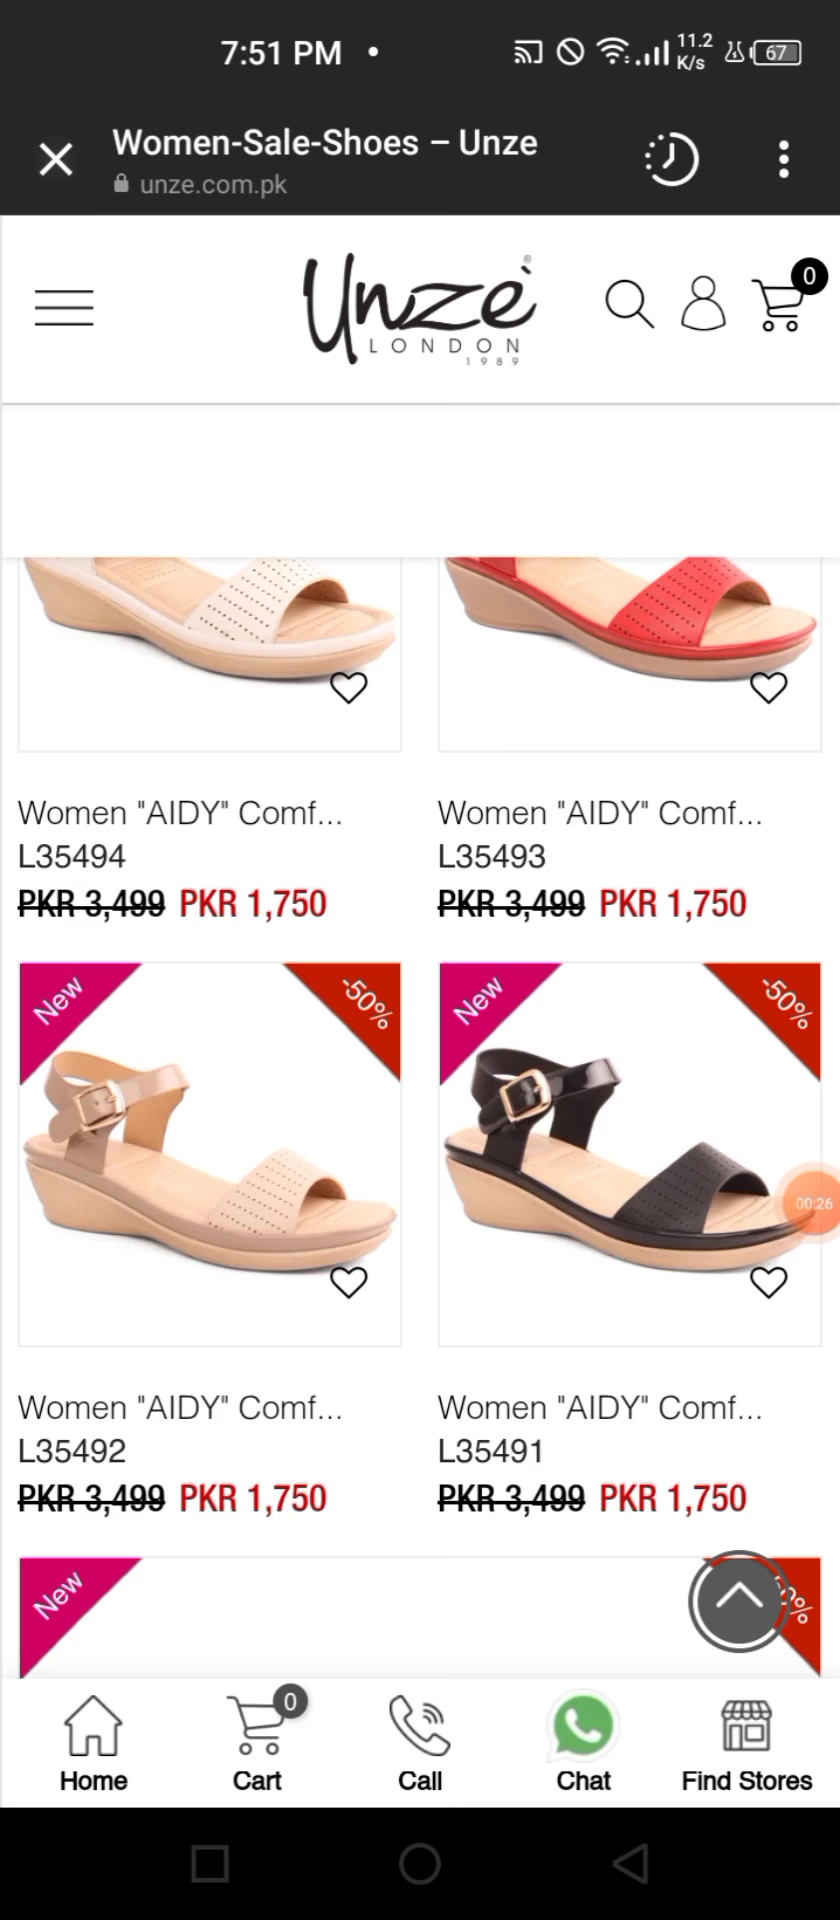 7:51 PM
11.2
K/s
67
Women-Sale-Shoes – Unze
unze.com.pk
Unze
®
LONDON
1989
0
Women "AIDY" Comf...
L35494
PKR 3,499 PKR 1,750
Women "AIDY" Comf...
L35493
PKR 3,499 PKR 1,750
New
-50%
New
-50%
00:26
Women "AIDY" Comf...
L35492
PKR 3,499 PKR 1,750
Women "AIDY" Comf...
L35491
PKR 3,499 PKR 1,750
New
0%
0
Home
Cart
Call
Chat
Find Stores